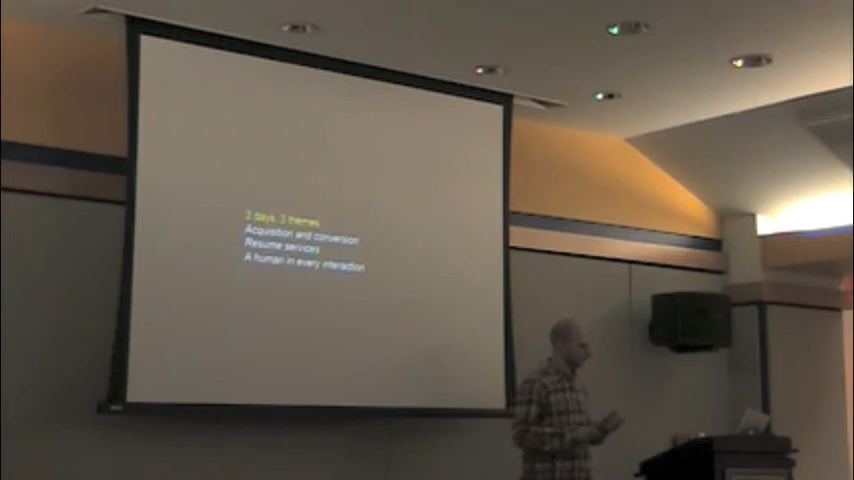 3 days, 3 themes
Acquisition and conversion
Resume services
A human in every interaction